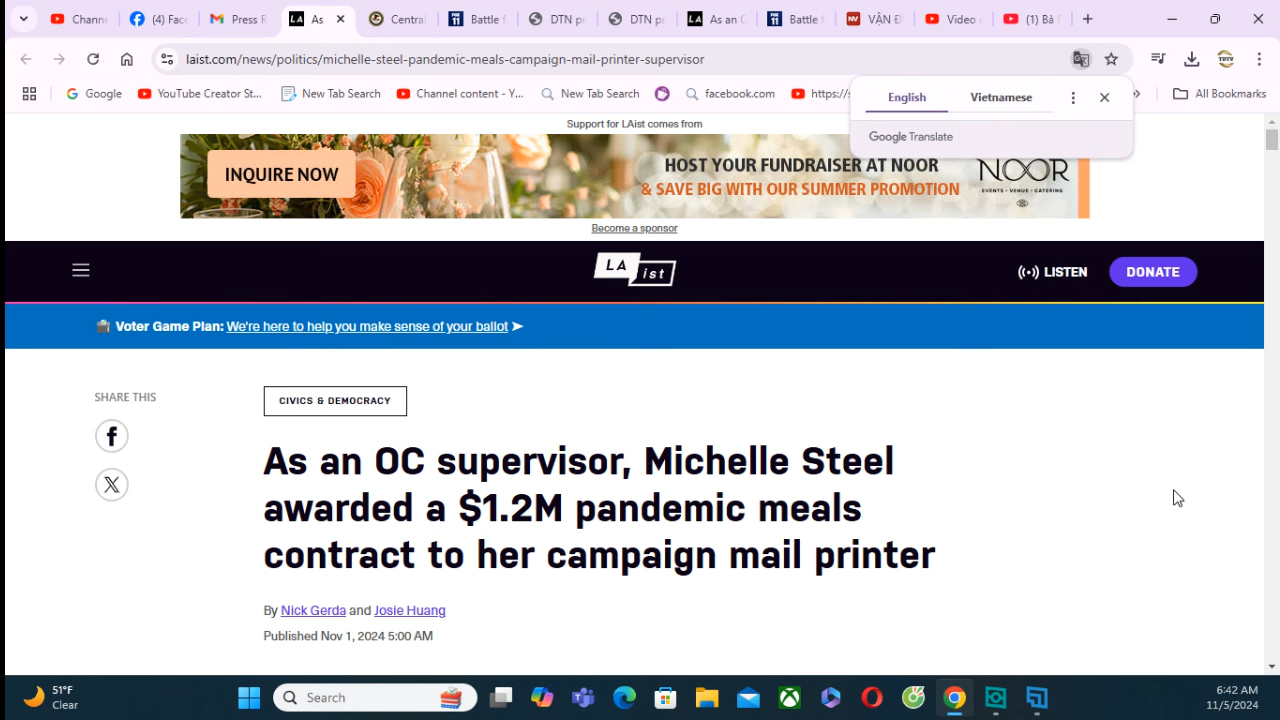 Channe
(4) Fac
Press R
As
Central
Battle
DTN pr
DTN pr
As an C
Battle
VẬN Đ
Video
(1) Bà
laist.com/news/politics/michelle-steel-pandemic-meals-campaign-mail-printer-supervisor
TDTV
Google
YouTube Creator St...
New Tab Search
Channel content - Y...
New Tab Search
facebook.com
https://s
All Bookmarks
English
Vietnamese
Google Translate
Support for LAist comes from
INQUIRE NOW
HOST YOUR FUNDRAISER AT NOOR
& SAVE BIG WITH OUR SUMMER PROMOTION
NOOR
EVENTS • VENUE • CATERING
Become a sponsor
LA ist
LISTEN
DONATE
Voter Game Plan: We're here to help you make sense of your ballot ➤
SHARE THIS
CIVICS & DEMOCRACY
As an OC supervisor, Michelle Steel
awarded a $1.2M pandemic meals
contract to her campaign mail printer
By Nick Gerda and Josie Huang
Published Nov 1, 2024 5:00 AM
51°F
Clear
Search
6:42 AM
11/5/2024